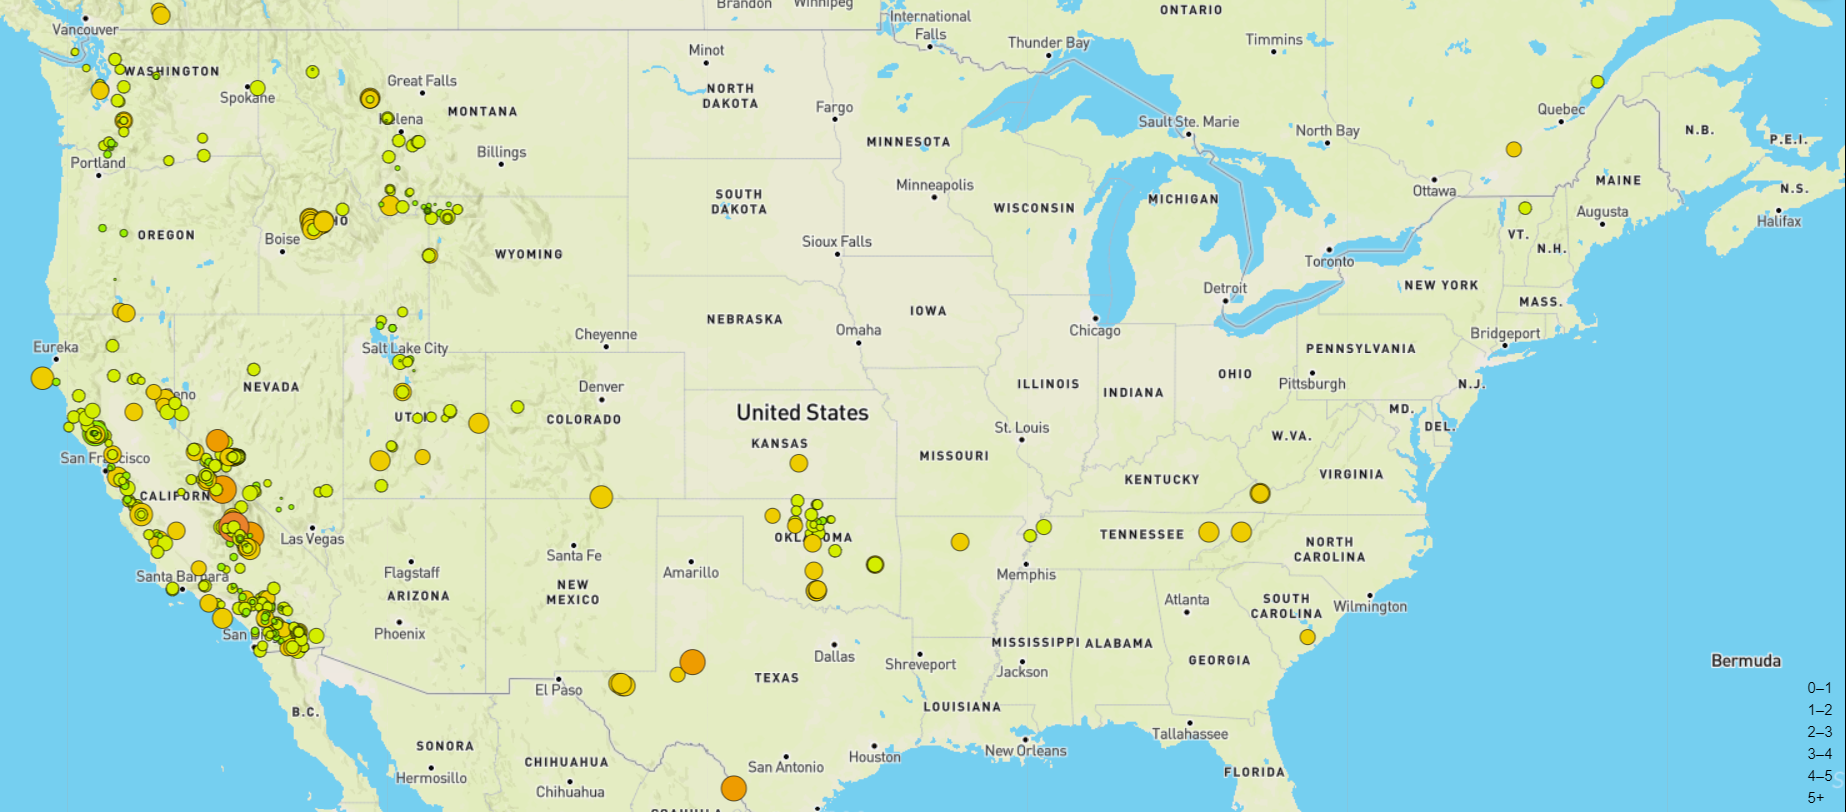 Brandon
Winnipeg
ONTARIO
Vancouver
International
Falls
Thunder Bay
Timmins
Minot
WASHINGTON
Great Falls
Spokane
NORTH
DAKOTA
MONTANA
Fargo
Quebec
Helena
Sault Ste. Marie
North Bay
N.B.
P.E.I.
MINNESOTA
Portland
Billings
Minneapolis
Ottawa
MAINE
N.S.
SOUTH
DAKOTA
WISCONSIN
MICHIGAN
Augusta
Halifax
OREGON
Boise
Sioux Falls
VT.
N.H.
WYOMING
Toronto
Detroit
NEW YORK
MASS.
IOWA
NEBRASKA
Omaha
Chicago
Bridgeport
Eureka
Cheyenne
Salt Lake City
PENNSYLVANIA
NEVADA
Denver
ILLINOIS
INDIANA
OHIO
Pittsburgh
N.J.
United States
COLORADO
MD.
DEL.
KANSAS
St. Louis
W.VA.
San Francisco
MISSOURI
KENTUCKY
VIRGINIA
CALIFORN
Las Vegas
OKLAHOMA
TENNESSEE
NORTH
CAROLINA
Santa Fe
Santa Barbara
Flagstaff
Amarillo
Memphis
ARIZONA
NEW
MEXICO
Atlanta
SOUTH
CAROLINA
Wilmington
Phoenix
MISSISSIPPI
ALABAMA
Dallas
Shreveport
Jackson
GEORGIA
Bermuda
El Paso
TEXAS
B.C.
LOUISIANA
Tallahassee
SONORA
Houston
New Orleans
CHIHUAHUA
San Antonio
FLORIDA
Hermosillo
Chihuahua
0–1
1–2
2–3
3–4
4–5
5+